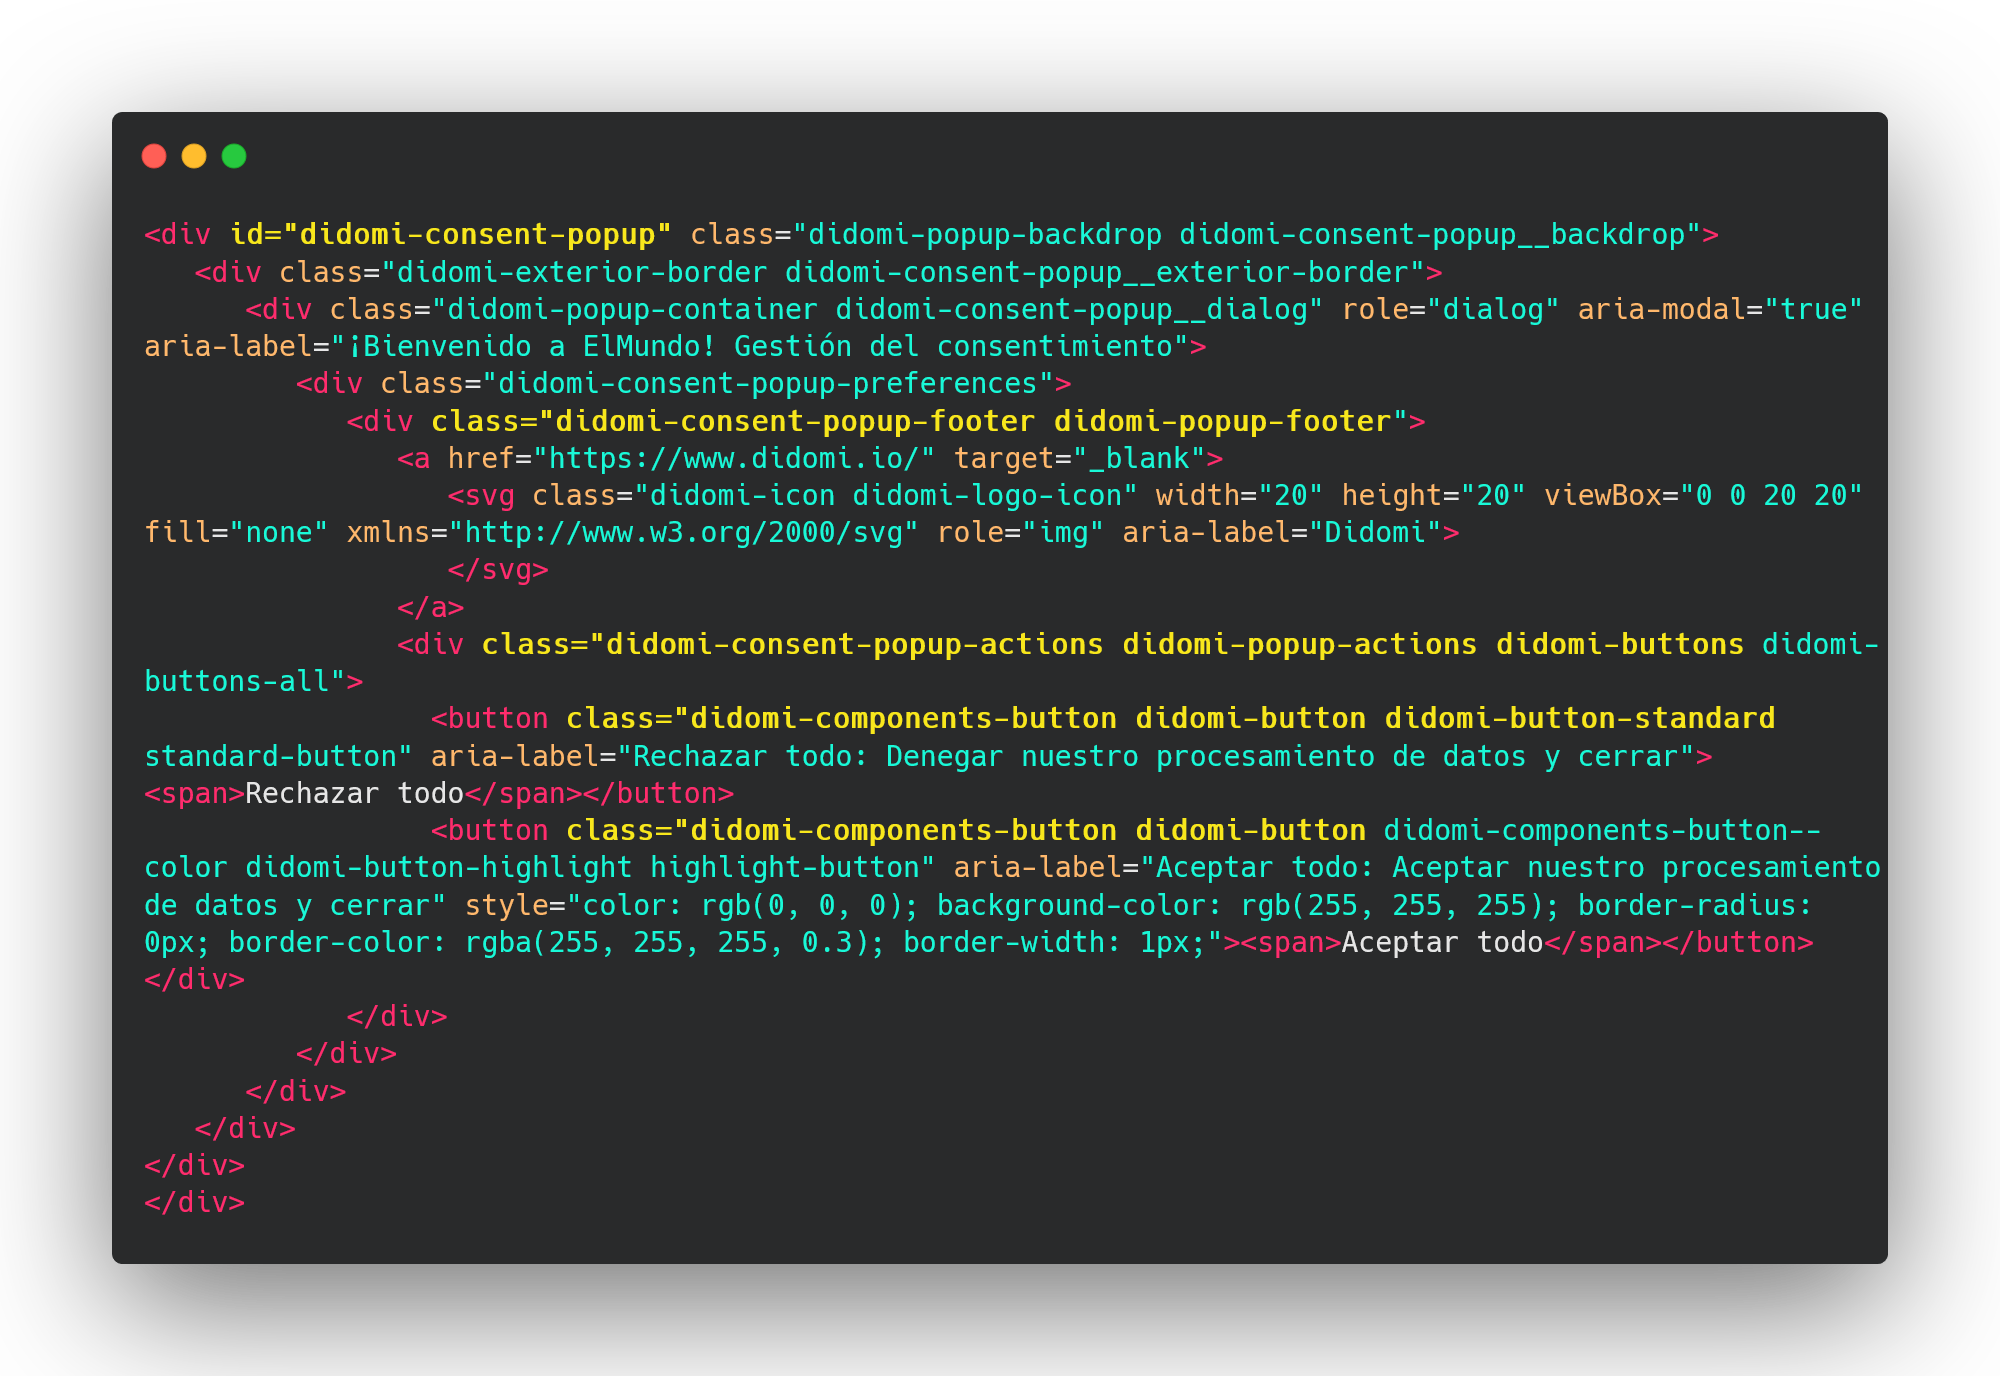 <div id="didomi-consent-popup" class="didomi-popup-backdrop didomi-consent-popup__backdrop">
<div class="didomi-exterior-border didomi-consent-popup__exterior-border">
<div class="didomi-popup-container didomi-consent-popup__dialog" role="dialog" aria-modal="true"
aria-label="¡Bienvenido a ElMundo! Gestión del consentimiento">
<div class="didomi-consent-popup-preferences">
<div class="didomi-consent-popup-footer didomi-popup-footer">
<a href="https://www.didomi.io/" target="_blank">
<svg class="didomi-icon didomi-logo-icon" width="20" height="20" viewBox="0 0 20 20"
fill="none" xmlns="http://www.w3.org/2000/svg" role="img" aria-label="Didomi">
</svg>
</a>
<div class="didomi-consent-popup-actions didomi-popup-actions didomi-buttons didomi-
buttons-all">
<button class="didomi-components-button didomi-button didomi-button-standard
standard-button" aria-label="Rechazar todo: Denegar nuestro procesamiento de datos y cerrar">
<span>Rechazar todo</span></button>
<button class="didomi-components-button didomi-button didomi-components-button--
color didomi-button-highlight highlight-button" aria-label="Aceptar todo: Aceptar nuestro procesamiento
de datos y cerrar" style="color: rgb(0, 0, 0); background-color: rgb(255, 255, 255); border-radius:
0px; border-color: rgba(255, 255, 255, 0.3); border-width: 1px;"><span>Aceptar todo</span></button>
</div>
</div>
</div>
</div>
</div>
</div>
</div>